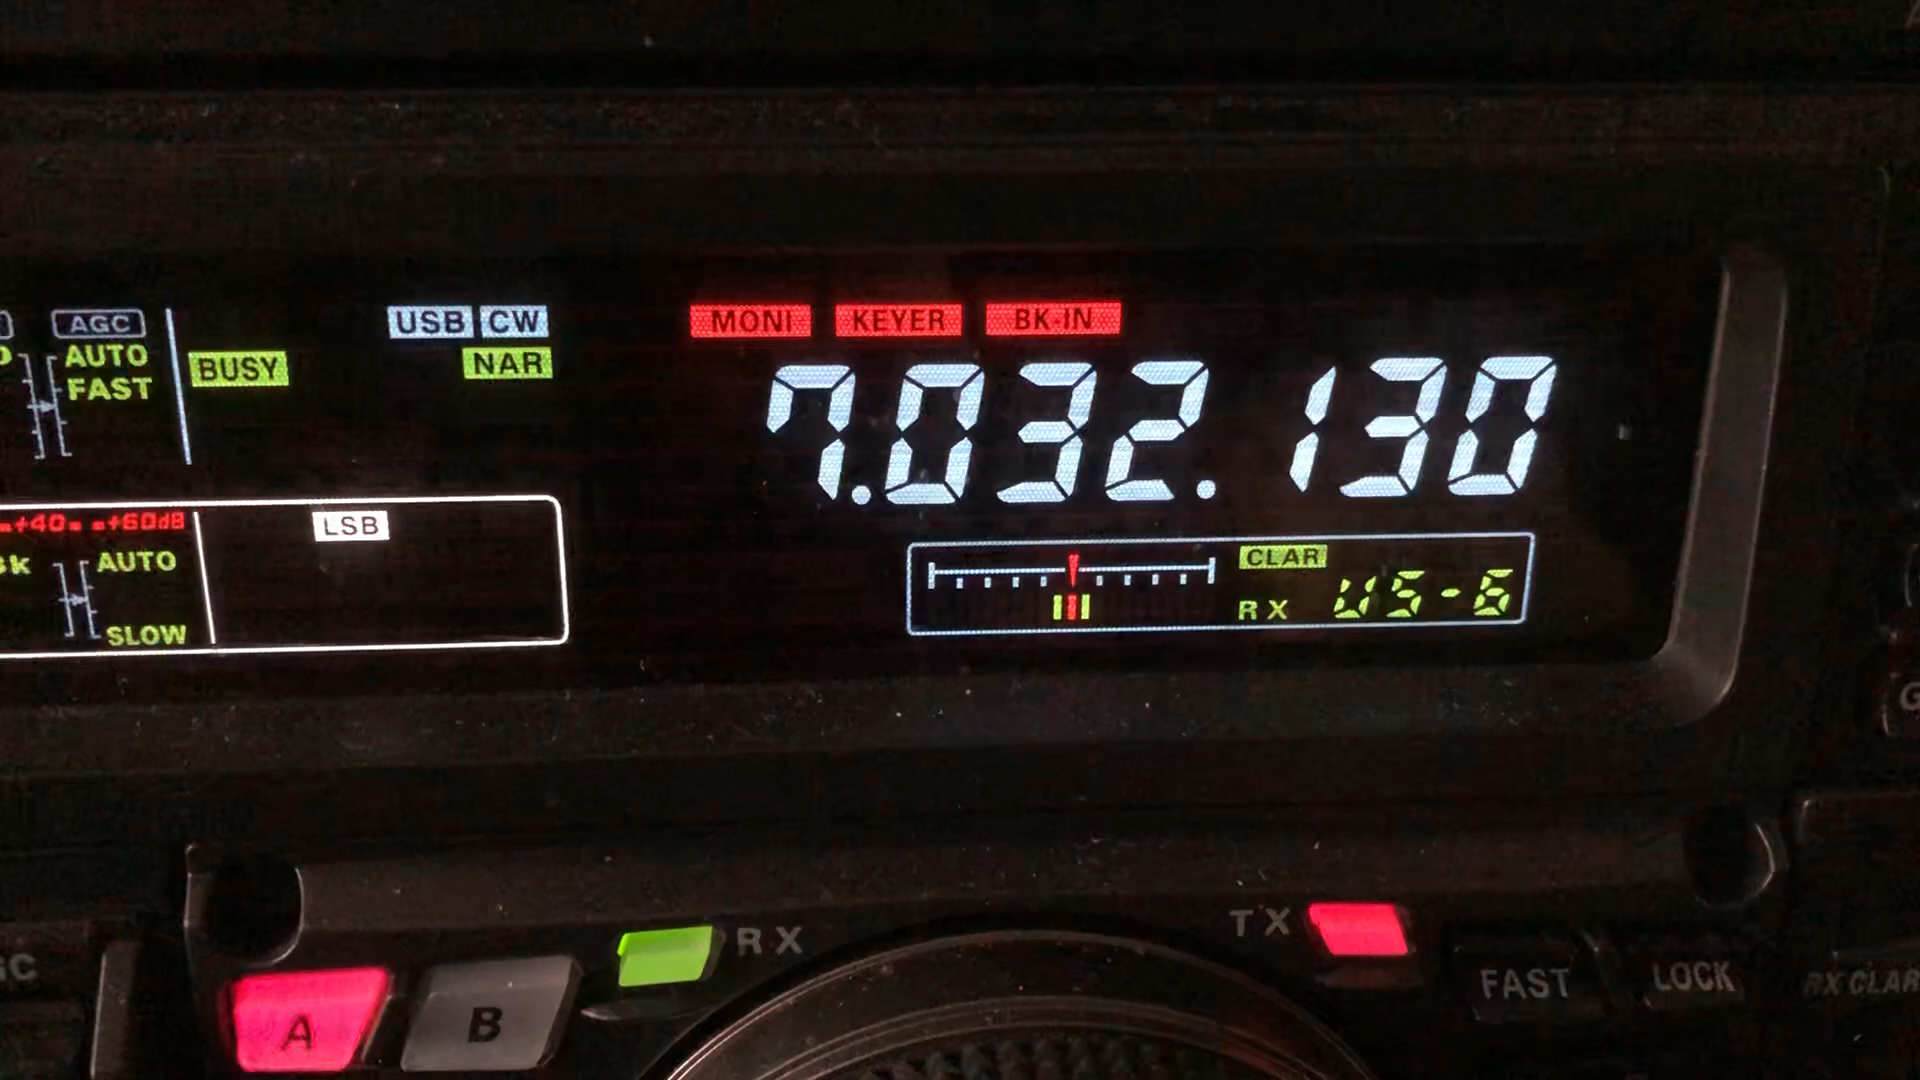 AGC USB CW MONI KEYER BK-IN
AUTO BUSY NAR
FAST
7.032.130
+40 +60dB LSB
AUTO CLAR
RX US-6
SLOW
RX TX
FAST LOCK RX CLAR
A B